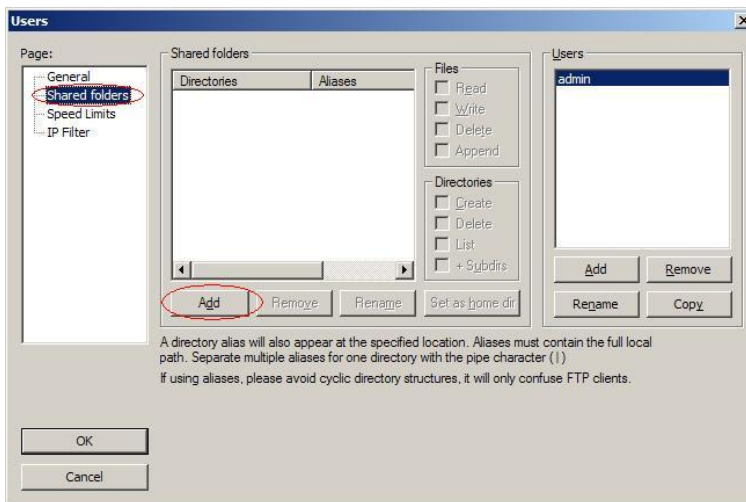 Users
Page:
General
Shared folders
Speed Limits
IP Filter
Shared folders
Directories
Aliases
Files
Read
Write
Delete
Append
Directories
Create
Delete
List
+ Subdirs
Add
Remove
Rename
Set as home dir
Users
admin
Add
Remove
Rename
Copy
A directory alias will also appear at the specified location. Aliases must contain the full local
path. Separate multiple aliases for one directory with the pipe character (|)
If using aliases, please avoid cyclic directory structures, it will only confuse FTP clients.
OK
Cancel